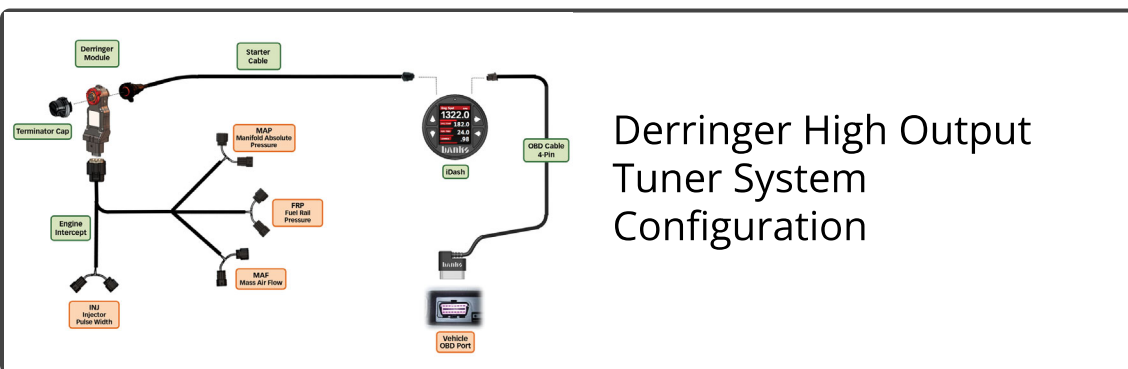 Derringer
Module
Starter
Cable
Terminator Cap
MAP
Manifold Absolute
Pressure
1322.0
182.0
24.0
.98
banks
iDash
OBD Cable
4-Pin
FRP
Fuel Rail
Pressure
Engine
Intercept
MAF
Mass Air Flow
INJ
Injector
Pulse Width
banks
Vehicle
OBD Port
Derringer High Output
Tuner System
Configuration